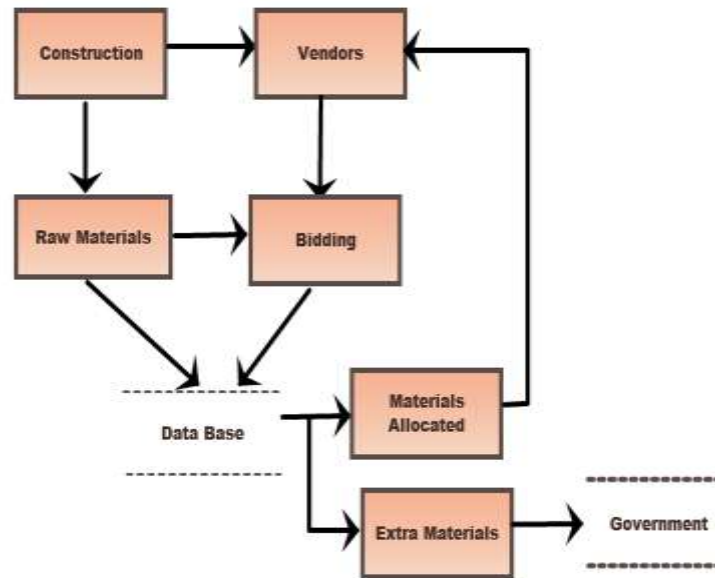 Construction
Vendors
Raw Materials
Bidding
Data Base
Materials
Allocated
Extra Materials
Government